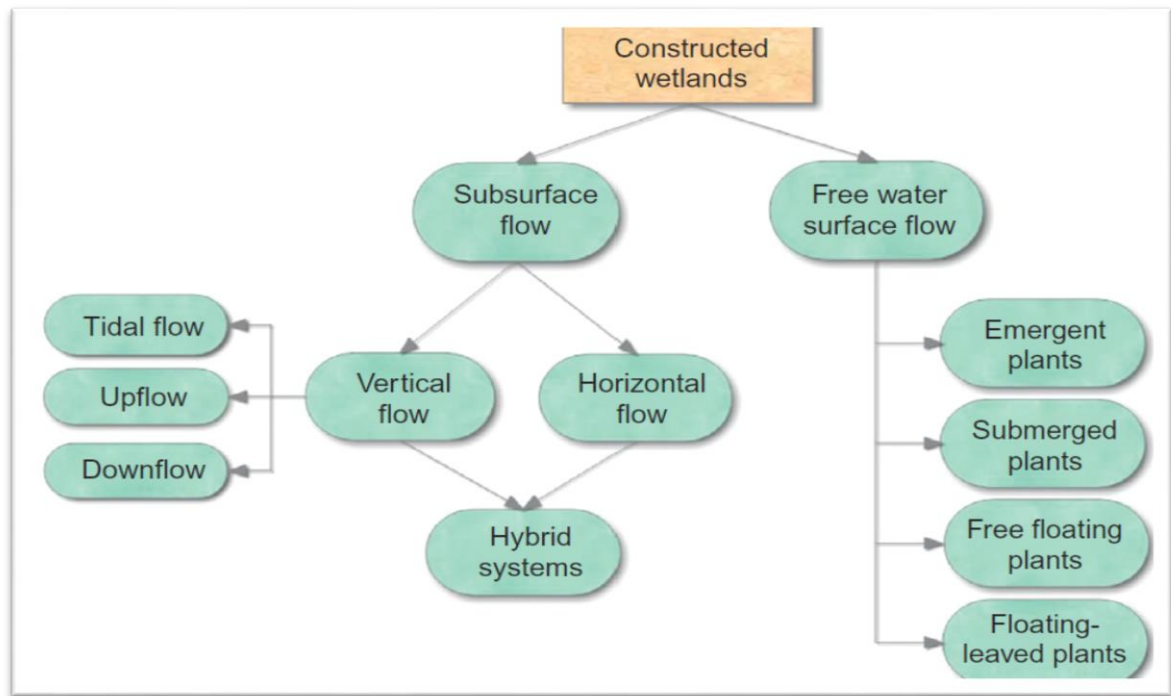 Constructed
wetlands
Subsurface
flow
Free water
surface flow
Tidal flow
Upflow
Downflow
Vertical
flow
Horizontal
flow
Hybrid
systems
Emergent
plants
Submerged
plants
Free floating
plants
Floating-
leaved plants